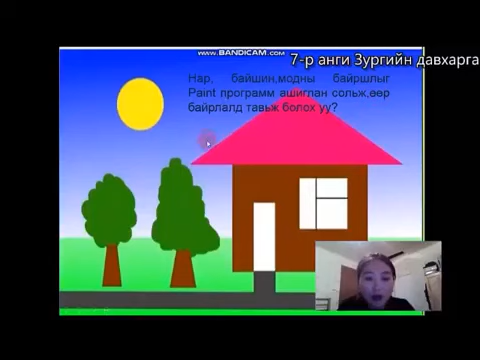 www.BANDICAM.com
7-р анги Зургийн давхарга
Нар, байшин,модны байршлыг
Paint программ ашиглан сольж,өөр
байрлалд тавьж болох уу?